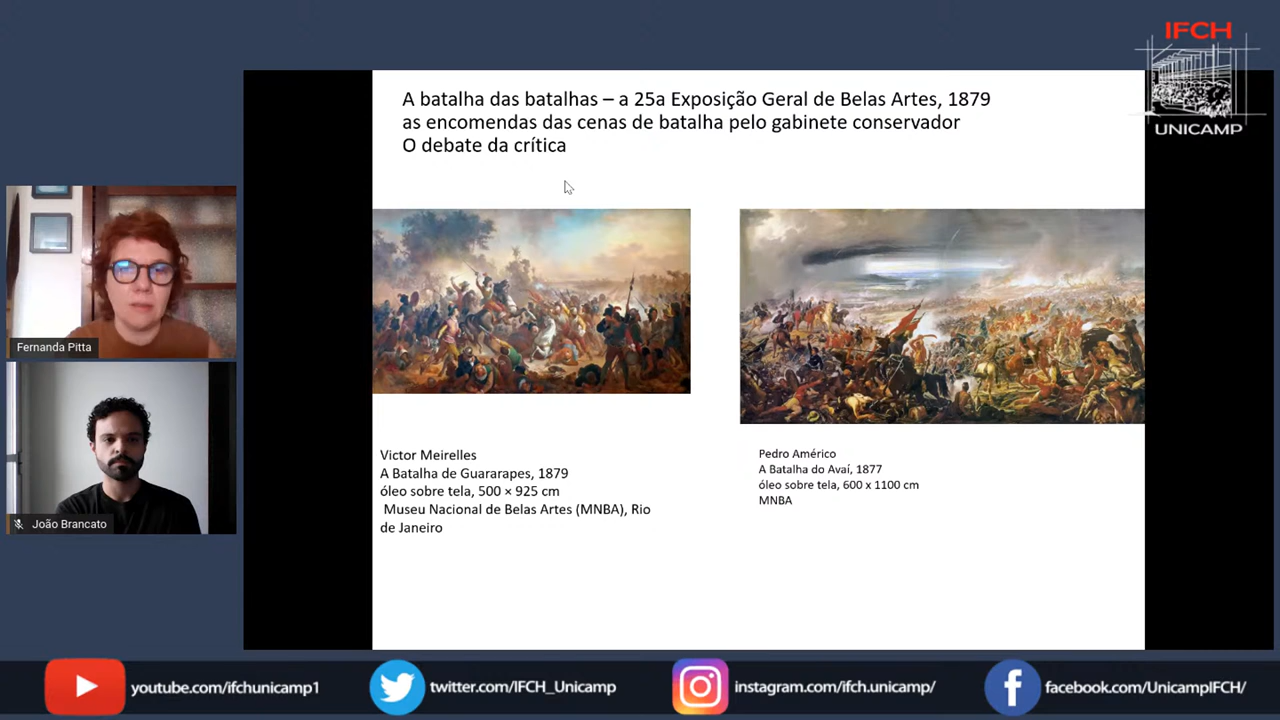 IFCH
UNICAMP
A batalha das batalhas – a 25a Exposição Geral de Belas Artes, 1879
as encomendas das cenas de batalha pelo gabinete conservador
O debate da crítica
Fernanda Pitta
João Brancato
Victor Meirelles
A Batalha de Guararapes, 1879
óleo sobre tela, 500 × 925 cm
Museu Nacional de Belas Artes (MNBA), Rio
de Janeiro
Pedro Américo
A Batalha do Avaí, 1877
óleo sobre tela, 600 x 1100 cm
MNBA
youtube.com/ifchunicamp1
twitter.com/IFCH_Unicamp
instagram.com/ifch.unicamp/
facebook.com/UnicampIFCH/